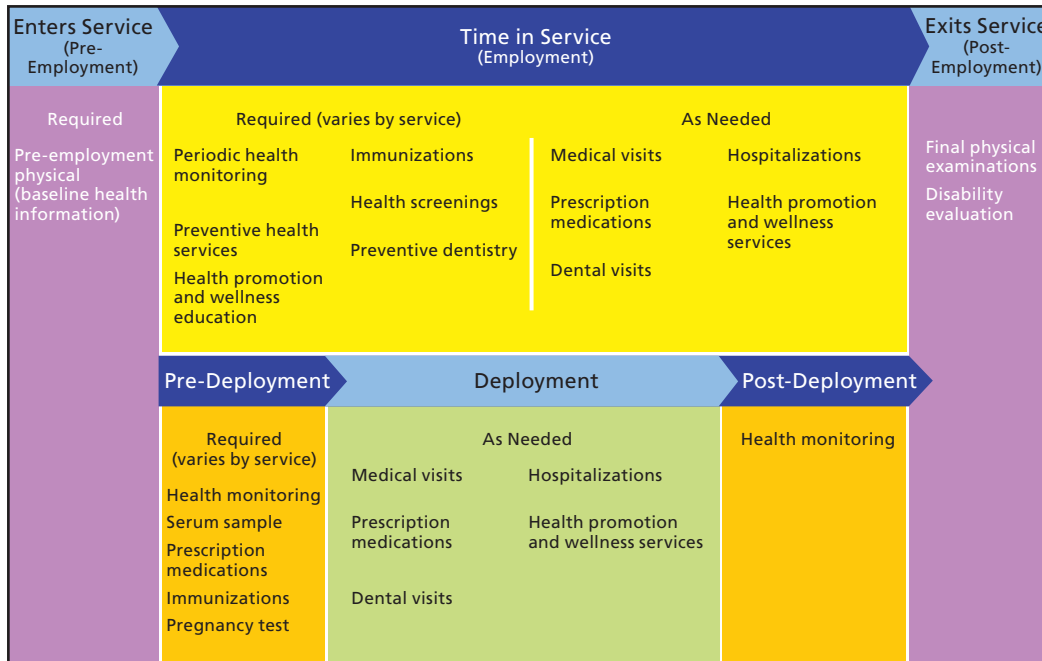 Enters Service
(Pre-
Employment)
Time in Service
(Employment)
Exits Service
(Post-
Employment)
Required
Pre-employment
physical
(baseline health
information)
Required (varies by service)
Periodic health
monitoring
Preventive health
services
Health promotion
and wellness
education
Immunizations
Health screenings
Preventive dentistry
As Needed
Medical visits
Prescription
medications
Dental visits
Hospitalizations
Health promotion
and wellness
services
Final physical
examinations
Disability
evaluation
Pre-Deployment
Deployment
Post-Deployment
Required
(varies by service)
Health monitoring
Serum sample
Prescription
medications
Immunizations
Pregnancy test
As Needed
Medical visits
Prescription
medications
Dental visits
Hospitalizations
Health promotion
and wellness services
Health monitoring